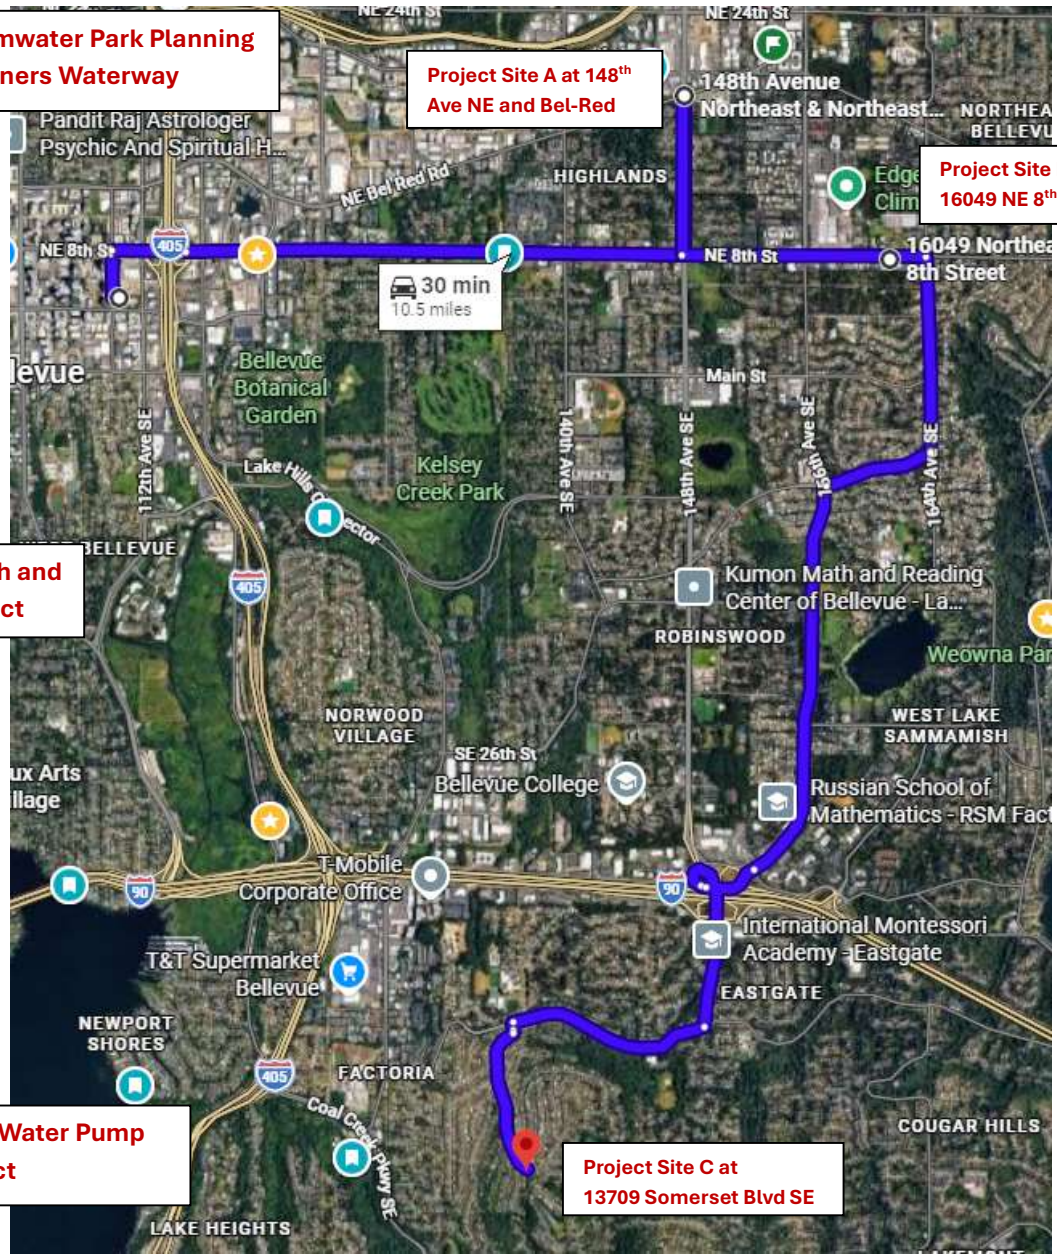 NE 24th St
NE 24th St
mwater Park Planning
ners Waterway
Project Site A at 148th
Ave NE and Bel-Red
148th Avenue
Northeast & Northeast...
NORTHEA
BELLEVU
Pandit Raj Astrologer
Psychic And Spiritual H...
NE Bel Red Rd
HIGHLANDS
Edge
Clim
Project Site
16049 NE 8th
NE 8th St
405
NE 8th St
16049 Northea
8th Street
30 min
10.5 miles
levue
Bellevue
Botanical
Garden
Main St
112th Ave SE
140th Ave SE
148th Ave SE
156th Ave SE
164th Ave SE
Lake Hills Connector
Kelsey
Creek Park
WEST BELLEVUE
h and
ct
405
Kumon Math and Reading
Center of Bellevue - La...
ROBINSWOOD
Weowna Par
NORWOOD
VILLAGE
WEST LAKE
SAMMAMISH
SE 26th St
ux Arts
illage
Bellevue College
Russian School of
Mathematics - RSM Fact
T-Mobile
Corporate Office
90
90
International Montessori
Academy - Eastgate
T&T Supermarket
Bellevue
EASTGATE
NEWPORT
SHORES
405
FACTORIA
Coal Creek Pkwy SE
Water Pump
ct
COUGAR HILLS
Project Site C at
13709 Somerset Blvd SE
LAKE HEIGHTS
LAKEMONT